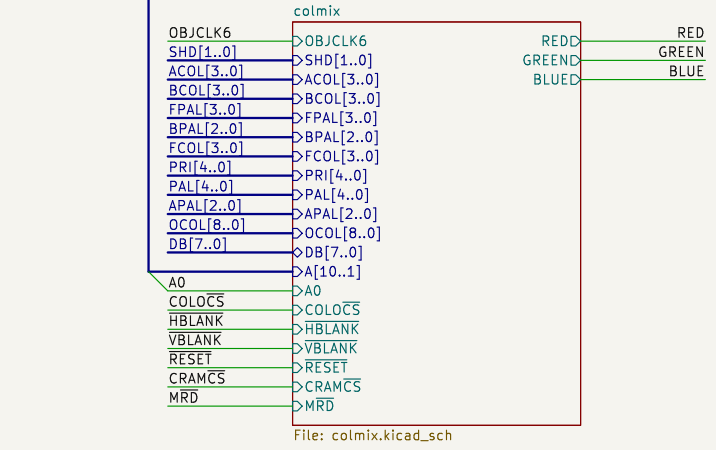 colmix
OBJCLK6
OBJCLK6
RED
RED
SHD[1..0]
SHD[1..0]
GREEN
GREEN
ACOL[3..0]
ACOL[3..0]
BLUE
BLUE
BCOL[3..0]
BCOL[3..0]
FPAL[3..0]
FPAL[3..0]
BPAL[2..0]
BPAL[2..0]
FCOL[3..0]
FCOL[3..0]
PRI[4..0]
PRI[4..0]
PAL[4..0]
PAL[4..0]
APAL[2..0]
APAL[2..0]
OCOL[8..0]
OCOL[8..0]
DB[7..0]
DB[7..0]
A[10..1]
A0
A0
COLOCS
COLOCS
HBLANK
HBLANK
VBLANK
VBLANK
RESET
RESET
CRAMCS
CRAMCS
MRD
MRD
File: colmix.kicad_sch